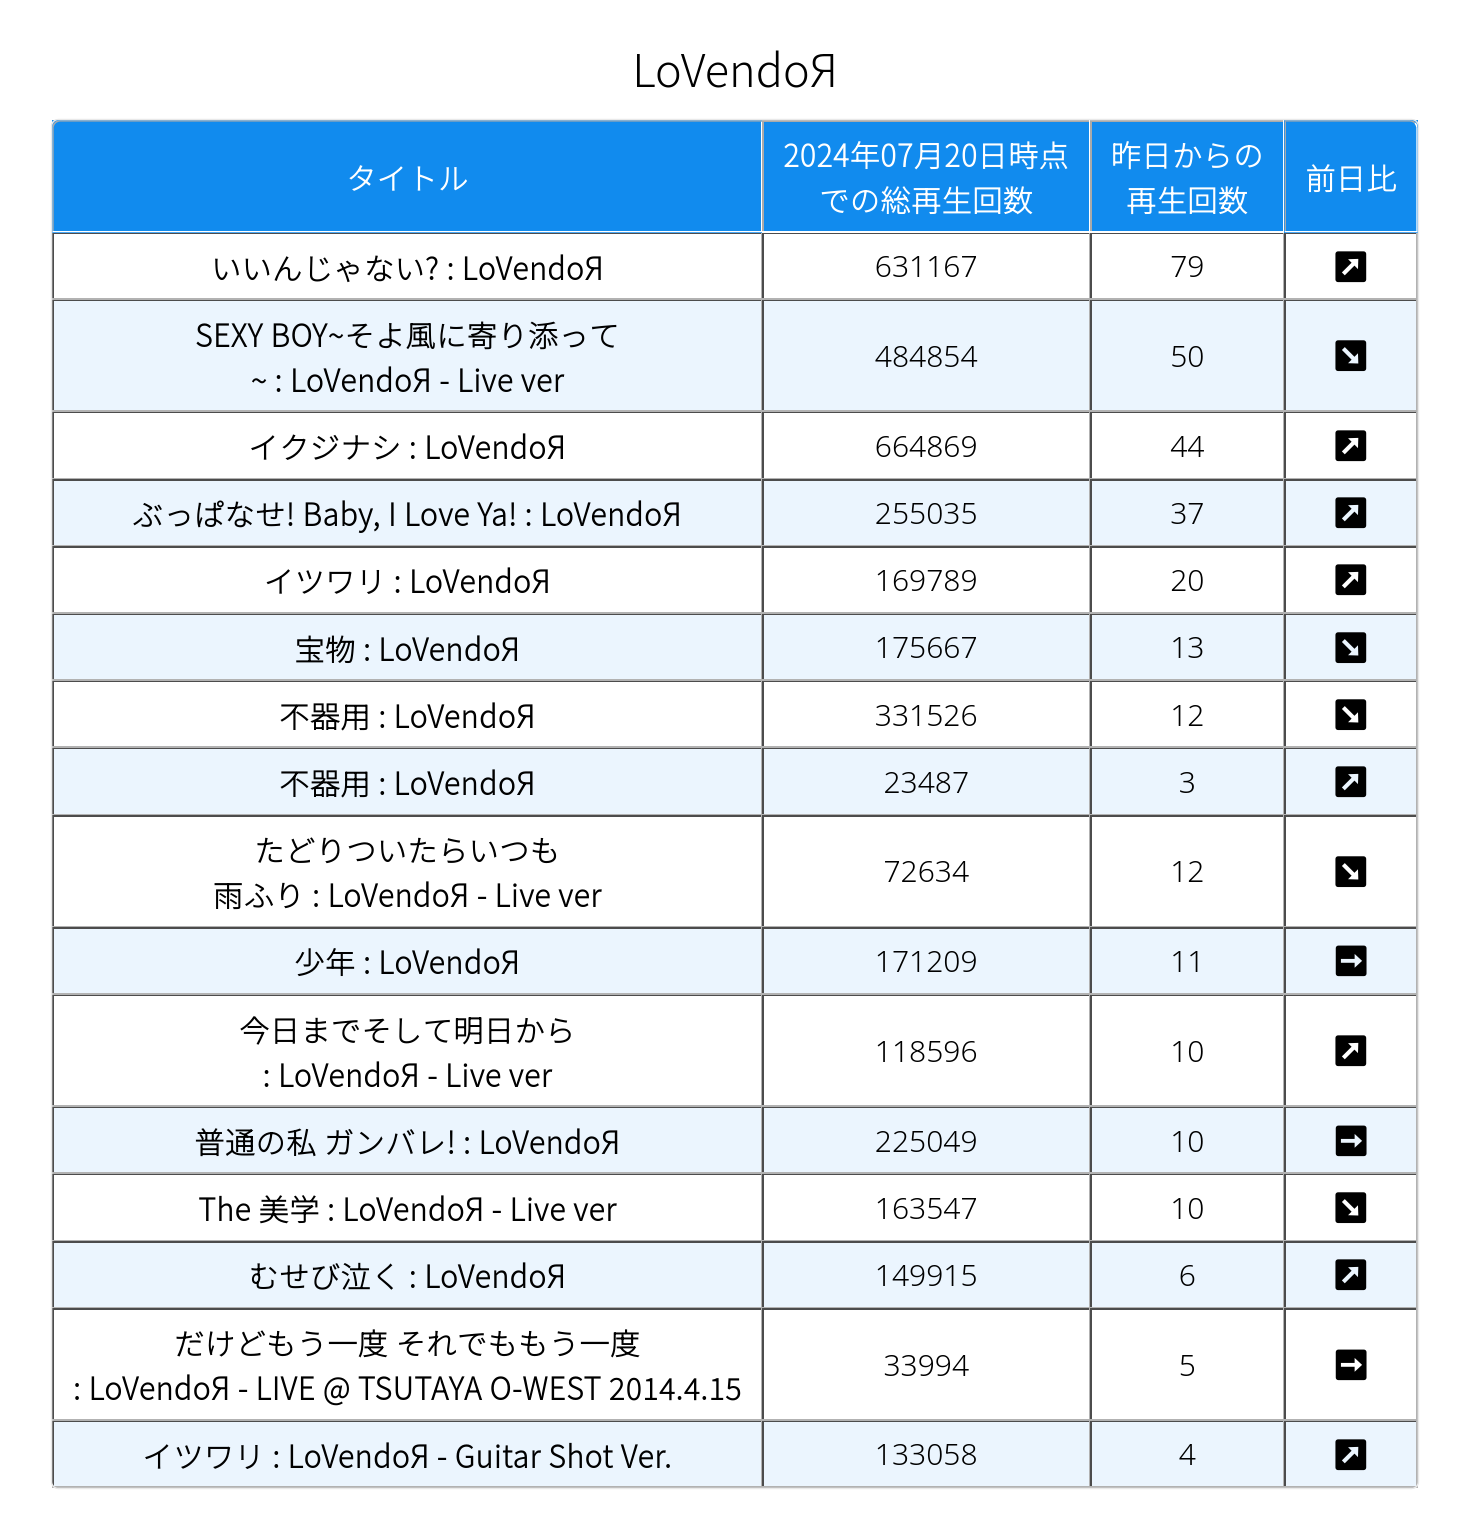 LoVendoЯ
タイトル
2024年07月20日時点
での総再生回数
昨日からの
再生回数
前日比
いいんじゃない? : LoVendoЯ
631167
79
SEXY BOY~そよ風に寄り添って
~ : LoVendoЯ - Live ver
484854
50
イクジナシ : LoVendoЯ
664869
44
ぶっぱなせ! Baby, I Love Ya! : LoVendoЯ
255035
37
イツワリ : LoVendoЯ
169789
20
宝物 : LoVendoЯ
175667
13
不器用 : LoVendoЯ
331526
12
不器用 : LoVendoЯ
23487
3
たどりついたらいつも
雨ふり : LoVendoЯ - Live ver
72634
12
少年 : LoVendoЯ
171209
11
今日までそして明日から
: LoVendoЯ - Live ver
118596
10
普通の私 ガンバレ! : LoVendoЯ
225049
10
The 美学 : LoVendoЯ - Live ver
163547
10
むせび泣く : LoVendoЯ
149915
6
だけどもう一度 それでももう一度
: LoVendoЯ - LIVE @ TSUTAYA O-WEST 2014.4.15
33994
5
イツワリ : LoVendoЯ - Guitar Shot Ver.
133058
4